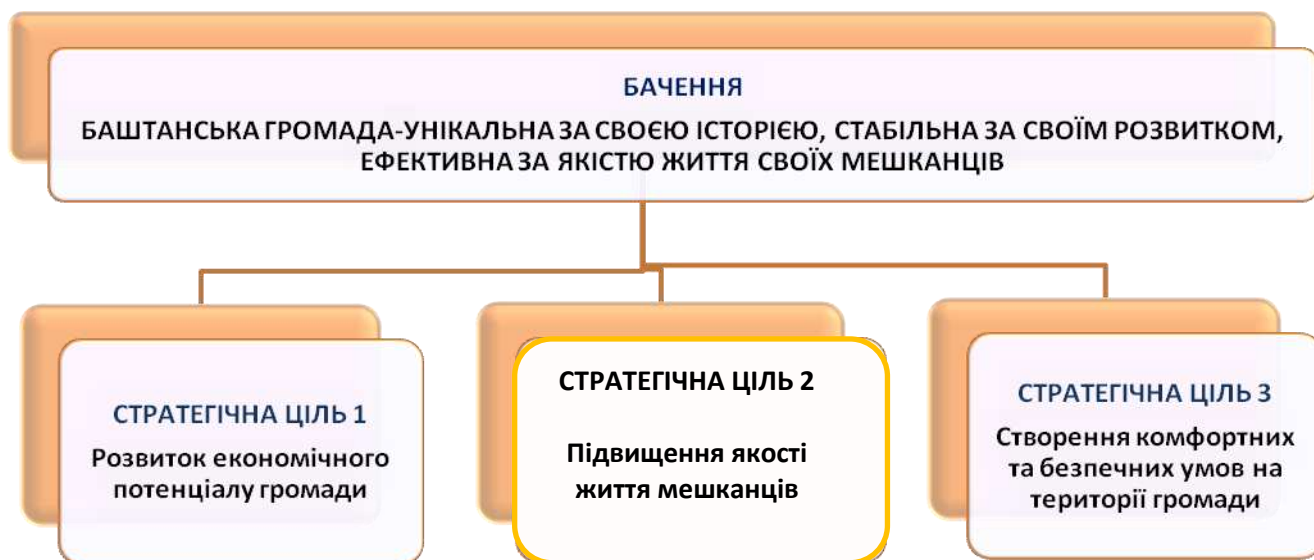 БАЧЕННЯ
БАШТАНСЬКА ГРОМАДА-УНІКАЛЬНА ЗА СВОЄЮ ІСТОРІЄЮ, СТАБІЛЬНА ЗА СВОЇМ РОЗВИТКОМ,
ЕФЕКТИВНА ЗА ЯКІСТЮ ЖИТТЯ СВОЇХ МЕШКАНЦІВ
СТРАТЕГІЧНА ЦІЛЬ 1
Розвиток економічного
потенціалу громади
СТРАТЕГІЧНА ЦІЛЬ 2
Підвищення якості
життя мешканців
СТРАТЕГІЧНА ЦІЛЬ 3
Створення комфортних
та безпечних умов на
території громади